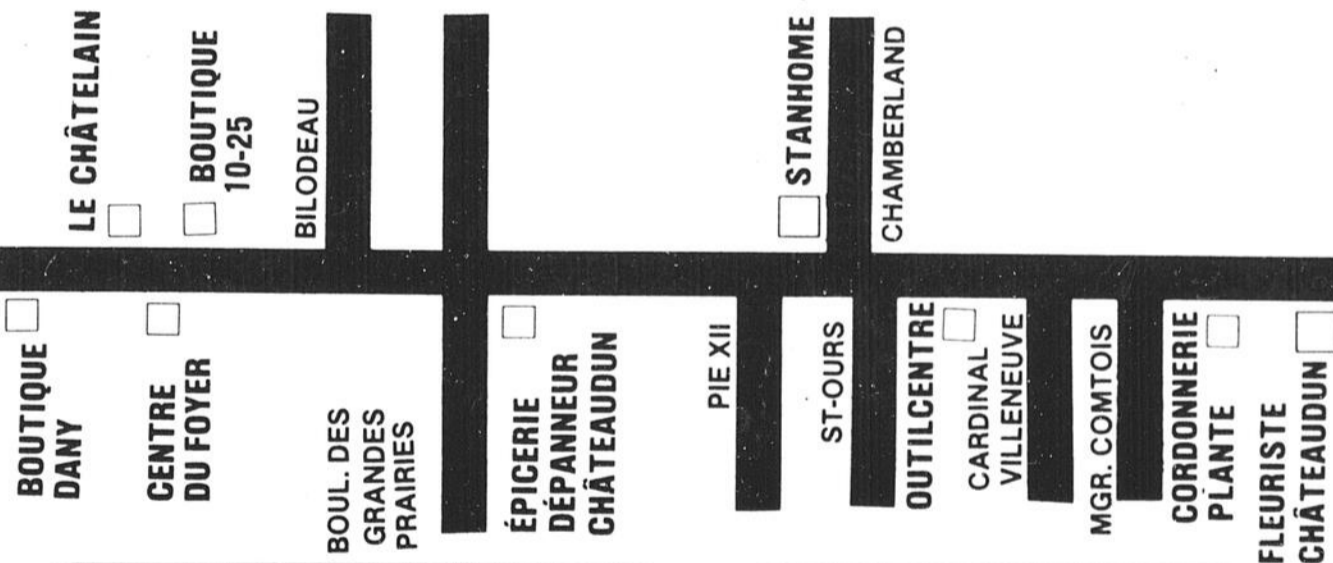 LE CHÂTELAIN
BOUTIQUE
10-25
BILODEAU
STANHOME
CHAMBERLAND
BOUTIQUE
DANY
CENTRE
DU FOYER
BOUL. DES
GRANDES
PRAIRIES
ÉPICERIE
DÉPANNEUR
CHÂTEAUDUN
PIE XII
ST-OURS
OUTILCENTRE
CARDINAL
VILLENEUVE
MGR. COMTOIS
CORDONNERIE
PLANTE
FLEURISTE
CHÂTEAUDUN